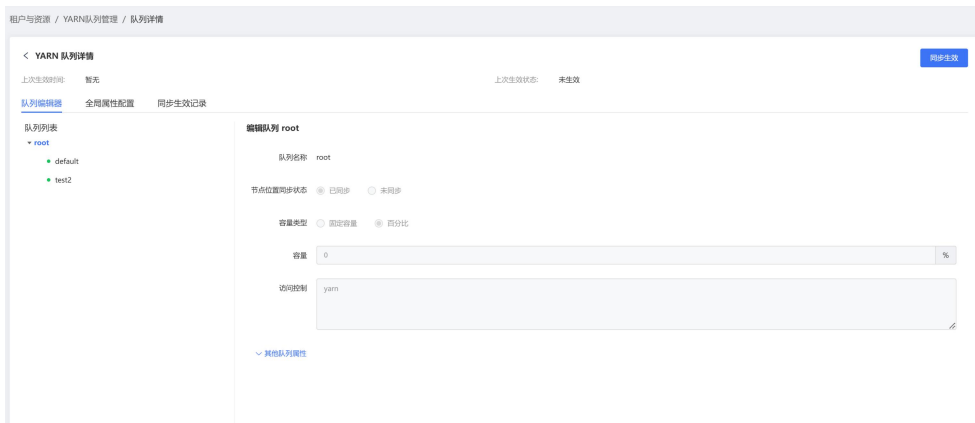 租户与资源 / YARN队列管理 / 队列详情
YARN 队列详情
同步生效
上次生效时间: 暂无 上次生效状态: 未生效
队列编辑器 全局属性配置 同步生效记录
队列列表
root
default
test2
编辑队列 root
队列名称 root
节点位置同步状态 已同步 未同步
容量类型 固定容量 百分比
容量 0 %
访问控制 yarn
其他队列属性